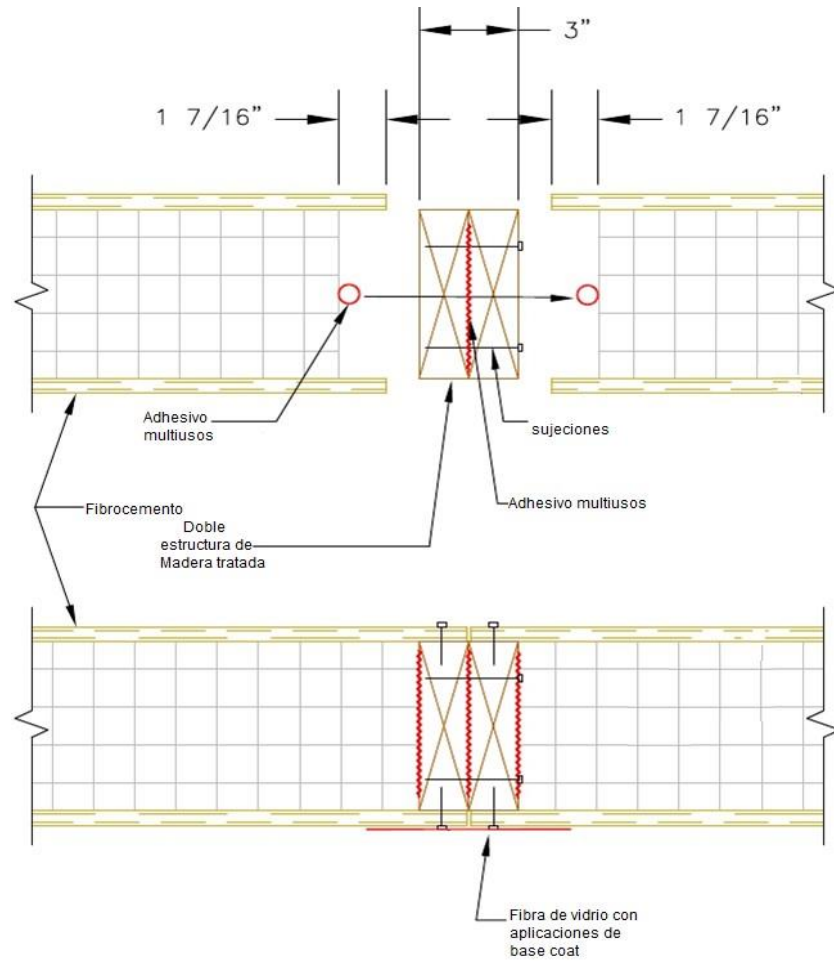 3"
1 7/16"
1 7/16"
Adhesivo
multiusos
sujeciones
Adhesivo multiusos
Fibrocemento
Doble
estructura de
Madera tratada
Fibra de vidrio con
aplicaciones de
base coat